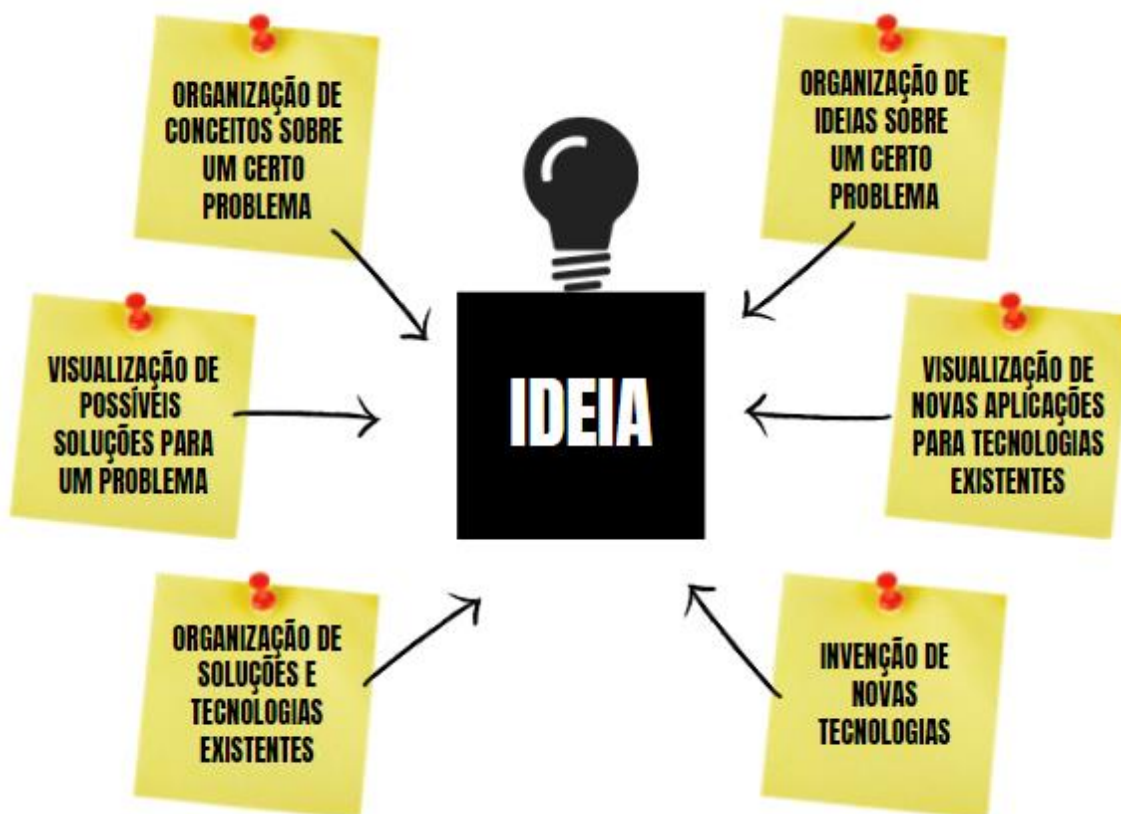 ORGANIZAÇÃO DE
CONCEITOS SOBRE
UM CERTO
PROBLEMA
ORGANIZAÇÃO DE
IDEIAS SOBRE
UM CERTO
PROBLEMA
VISUALIZAÇÃO DE
POSSÍVEIS
SOLUÇÕES PARA
UM PROBLEMA
IDEIA
VISUALIZAÇÃO DE
NOVAS APLICAÇÕES
PARA TECNOLOGIAS
EXISTENTES
ORGANIZAÇÃO DE
SOLUÇÕES E
TECNOLOGIAS
EXISTENTES
INVENÇÃO DE
NOVAS
TECNOLOGIAS